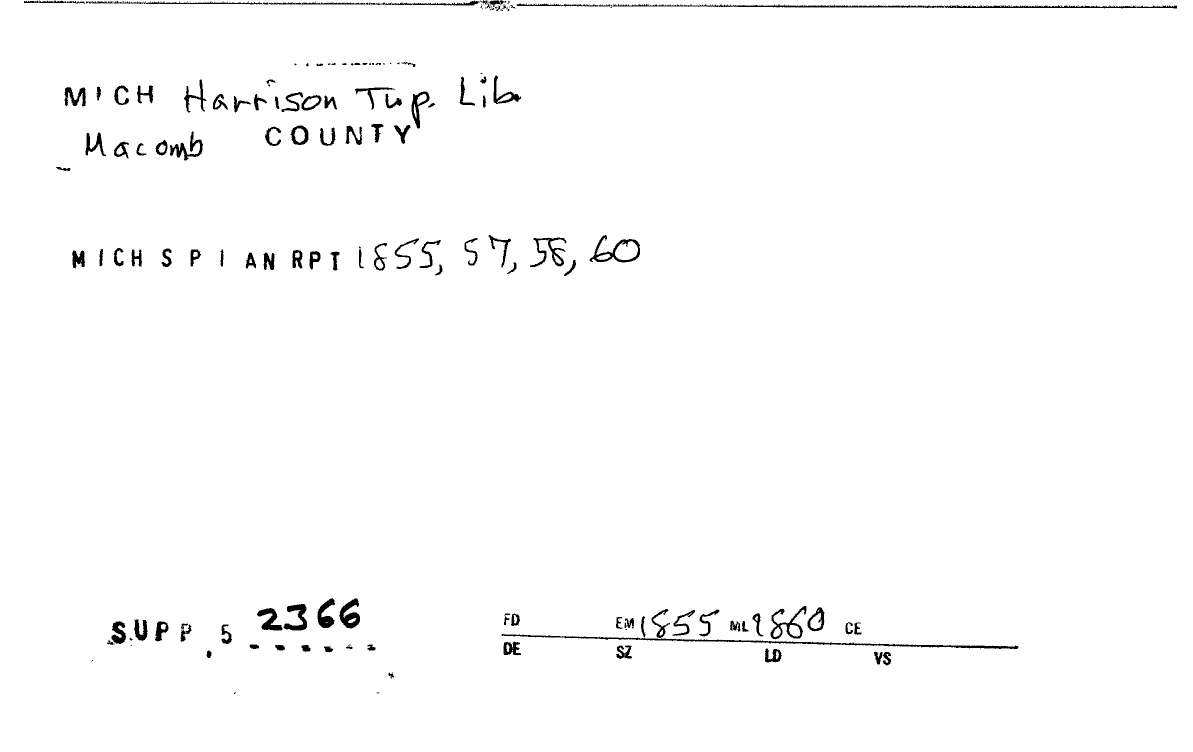 MICH Harrison Twp. Lib.
Macomb COUNTY
MICH S P I AN RPT 1855, 57, 58, 60
SUPP 5 2366
FD EM 1855 ML 1860 CE
DE SZ LD VS